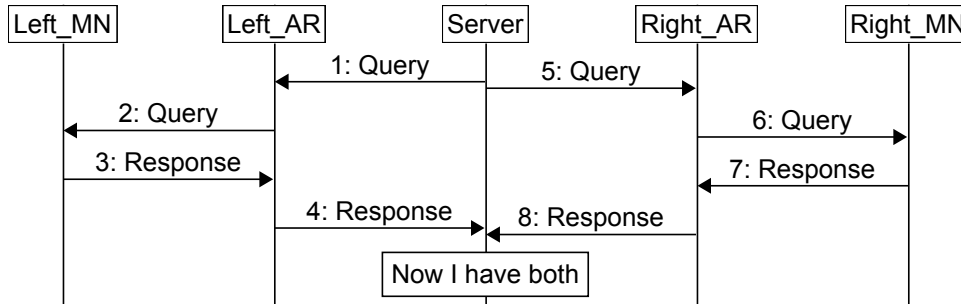 Left_MN Left_AR Server Right_AR Right_MN
1: Query
5: Query
2: Query
6: Query
3: Response
7: Response
4: Response
8: Response
Now I have both